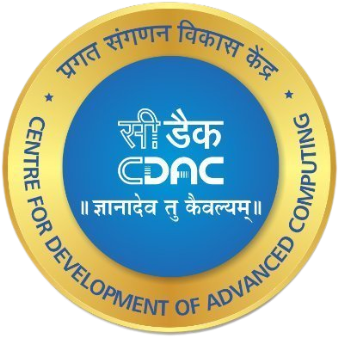 प्रगत संगणन विकास केंद्र
सी डैक
CDAC
॥ ज्ञानादेव तु कैवल्यम् ॥
CENTRE FOR DEVELOPMENT OF ADVANCED COMPUTING